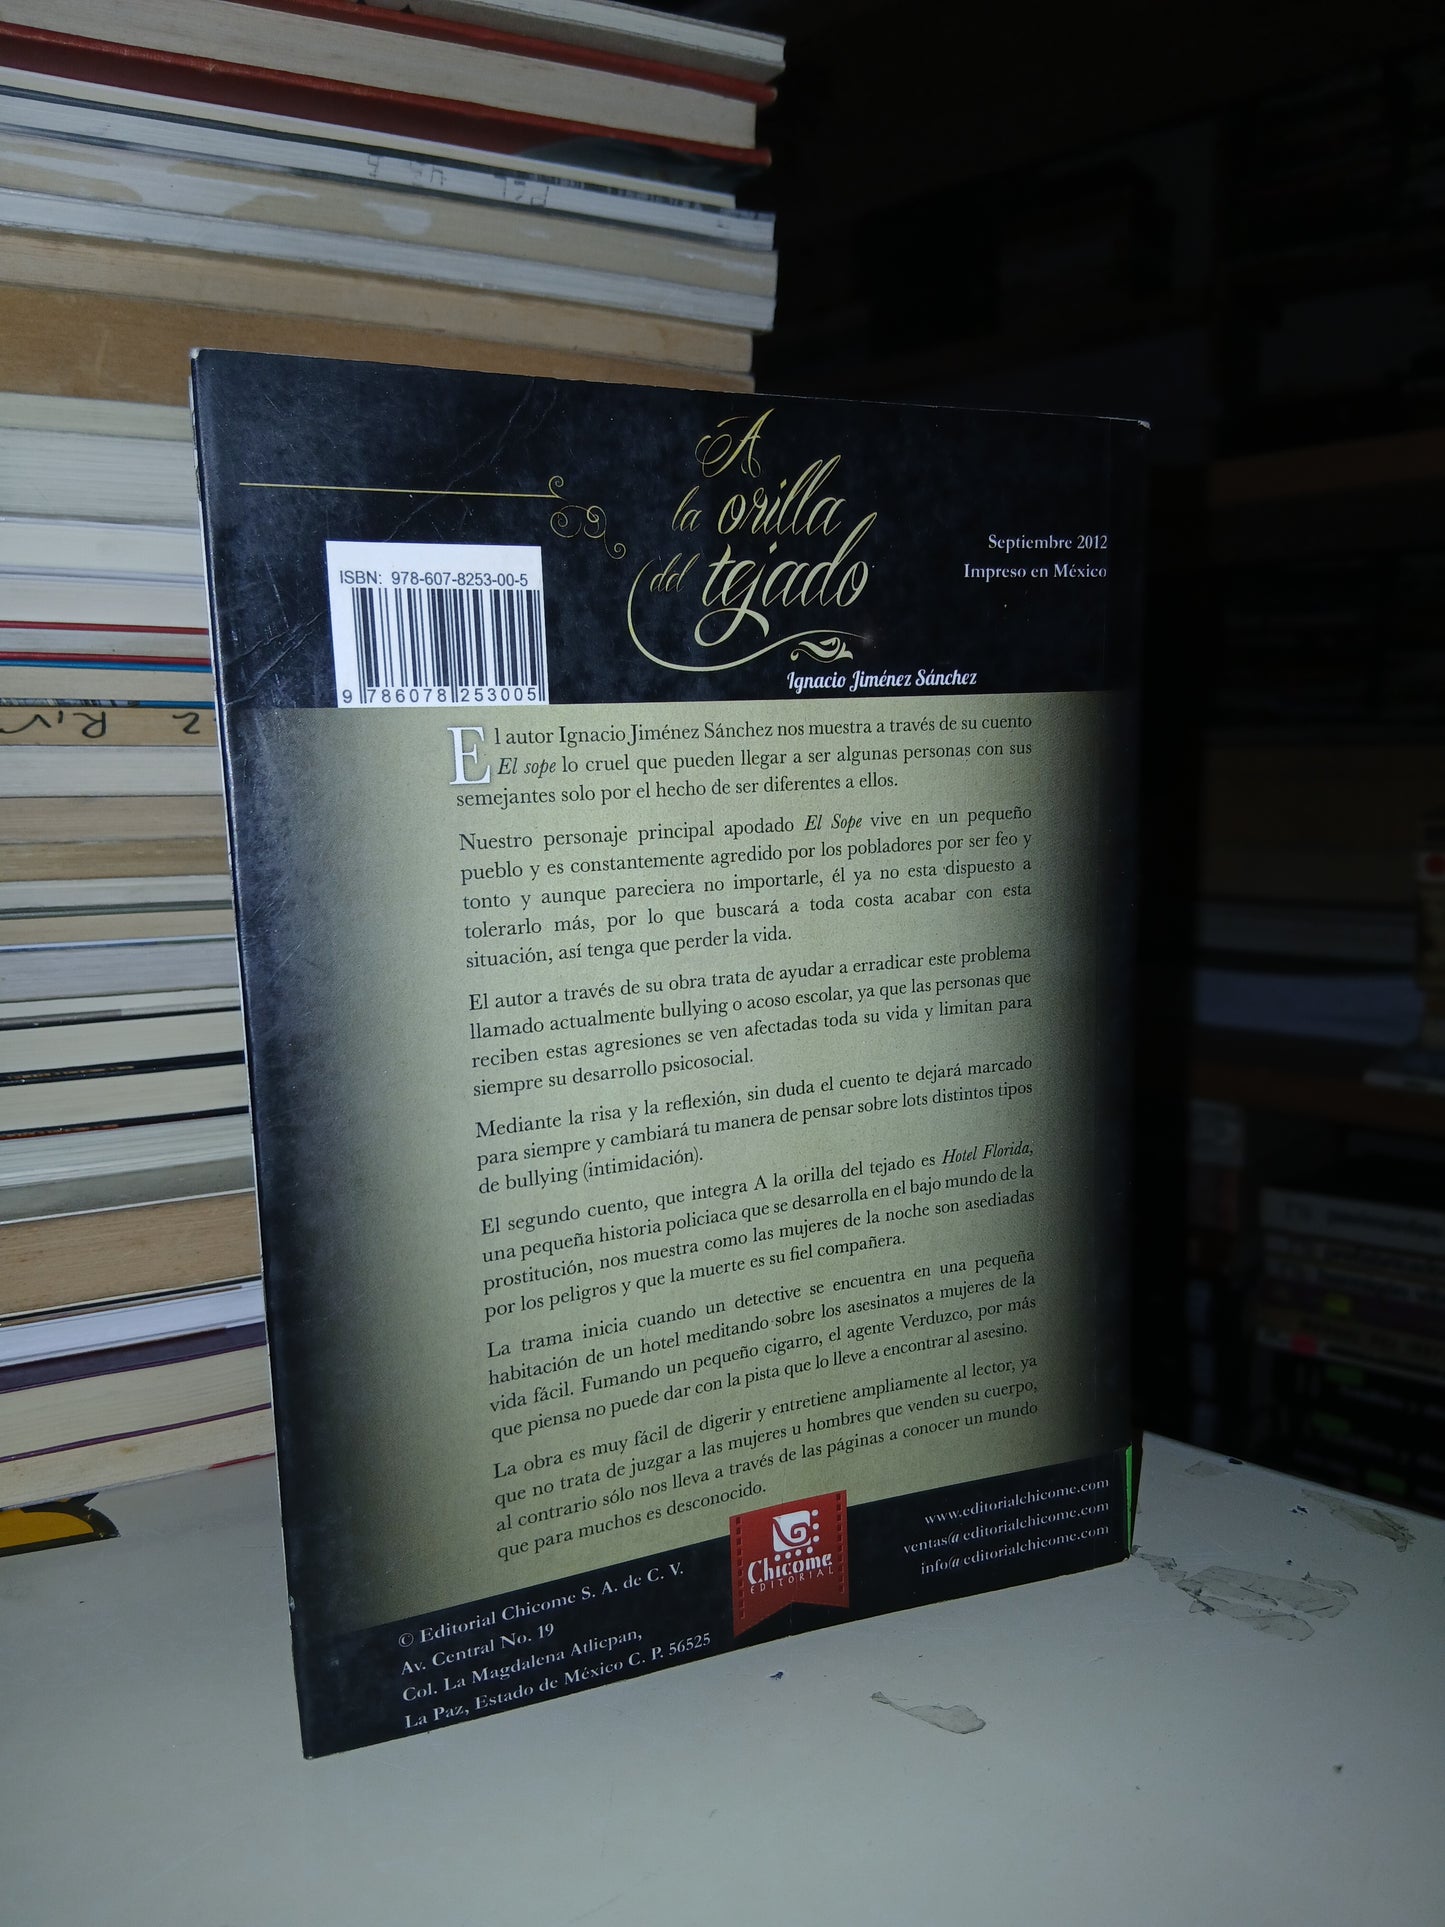 A
la orilla
del tejado
Ignacio Jiménez Sánchez
Septiembre 2012
Impreso en México
ISBN: 978-607-8253-00-5
9 786078 253005
El autor Ignacio Jiménez Sánchez nos muestra a través de su cuento
El sope lo cruel que pueden llegar a ser algunas personas con sus
semejantes solo por el hecho de ser diferentes a ellos.
Nuestro personaje principal apodado El Sope vive en un pequeño
pueblo y es constantemente agredido por los pobladores por ser feo y
tonto y aunque pareciera no importarle, él ya no esta dispuesto a
tolerarlo más, por lo que buscará a toda costa acabar con esta
situación, así tenga que perder la vida.
El autor a través de su obra trata de ayudar a erradicar este problema
llamado actualmente bullying o acoso escolar, ya que las personas que
reciben estas agresiones se ven afectadas toda su vida y limitan para
siempre su desarrollo psicosocial.
Mediante la risa y la reflexión, sin duda el cuento te dejará marcado
para siempre y cambiará tu manera de pensar sobre lots distintos tipos
de bullying (intimidación).
El segundo cuento, que integra A la orilla del tejado es Hotel Florida,
una pequeña historia policiaca que se desarrolla en el bajo mundo de la
prostitución, nos muestra como las mujeres de la noche son asediadas
por los peligros y que la muerte es su fiel compañera.
La trama inicia cuando un detective se encuentra en una pequeña
habitación de un hotel meditando sobre los asesinatos a mujeres de la
vida fácil. Fumando un pequeño cigarro, el agente Verduzco, por más
que piensa no puede dar con la pista que lo lleve a encontrar al asesino.
La obra es muy fácil de digerir y entretiene ampliamente al lector, ya
que no trata de juzgar a las mujeres u hombres que venden su cuerpo,
al contrario sólo nos lleva a través de las páginas a conocer un mundo
que para muchos es desconocido.
© Editorial Chicome S. A. de C. V.
Av. Central No. 19
Col. La Magdalena Atlicpan,
La Paz, Estado de México C. P. 56525
Chicome
EDITORIAL
www.editorialchicome.com
ventas@editorialchicome.com
info@editorialchicome.com